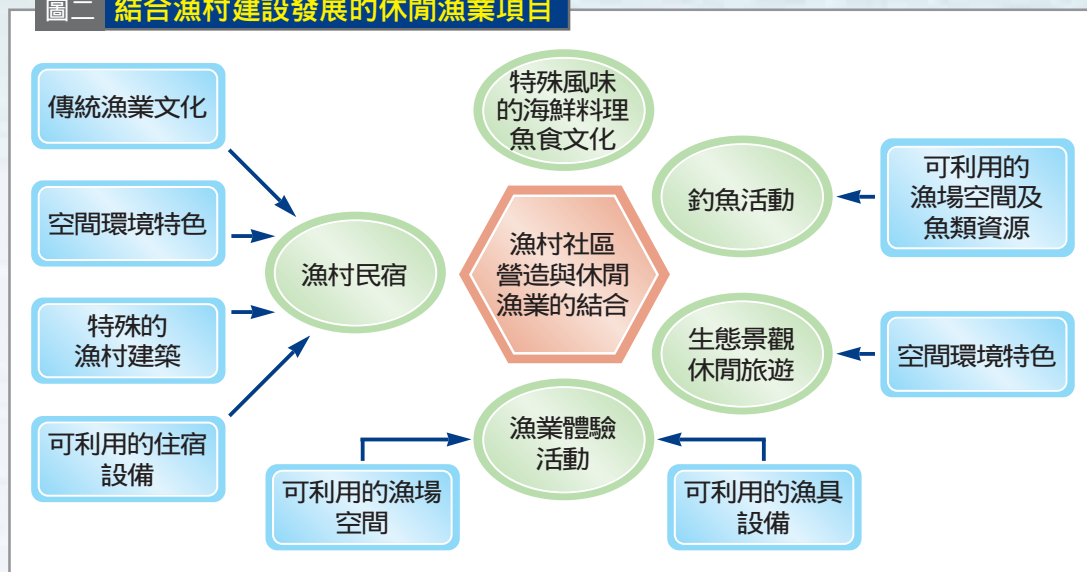 圖二 結合漁村建設發展的休閒漁業項目
傳統漁業文化
空間環境特色
特殊的
漁村建築
可利用的住宿
設備
漁村民宿
特殊風味
的海鮮料理
魚食文化
漁村社區
營造與休閒
漁業的結合
釣魚活動
可利用的
漁場空間及
魚類資源
生態景觀
休閒旅遊
空間環境特色
漁業體驗
活動
可利用的漁場
空間
可利用的漁具
設備